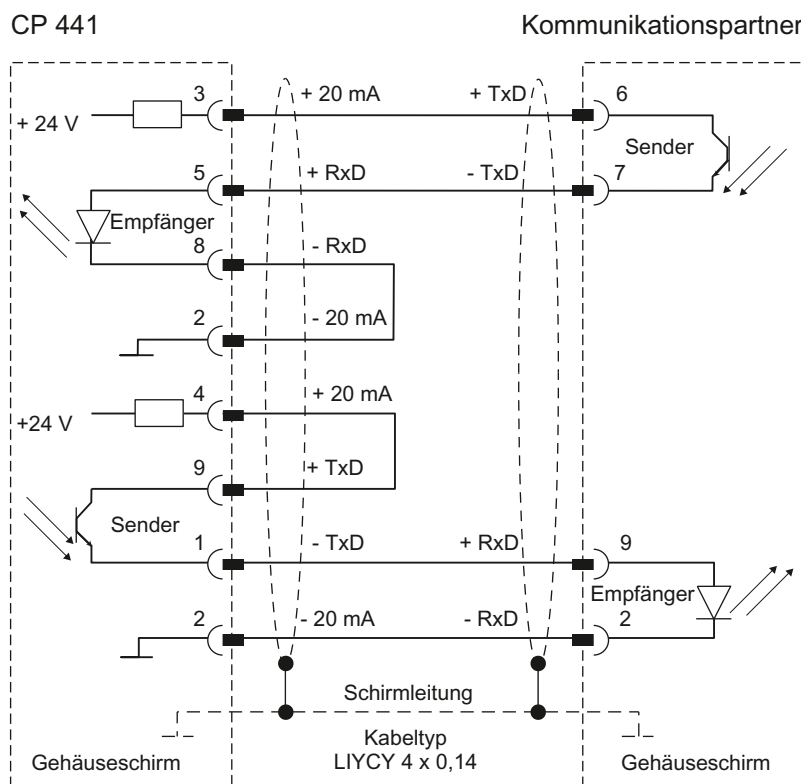 CP 441 Kommunikationspartner
3 + 20 mA + TxD 6
+ 24 V
Sender
5 + RxD - TxD 7
Empfänger
8 - RxD
2 - 20 mA
4 + 20 mA
+24 V
9 + TxD
Sender
1 - TxD + RxD 9
Empfänger
2 - 20 mA - RxD 2
Schirmleitung
Kabeltyp
Gehäuseschirm LIYCY 4 x 0,14 Gehäuseschirm